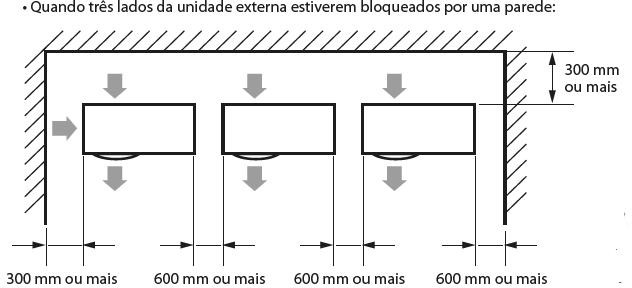 • Quando três lados da unidade externa estiverem bloqueados por uma parede:
300 mm
ou mais
300 mm ou mais
600 mm ou mais
600 mm ou mais
600 mm ou mais